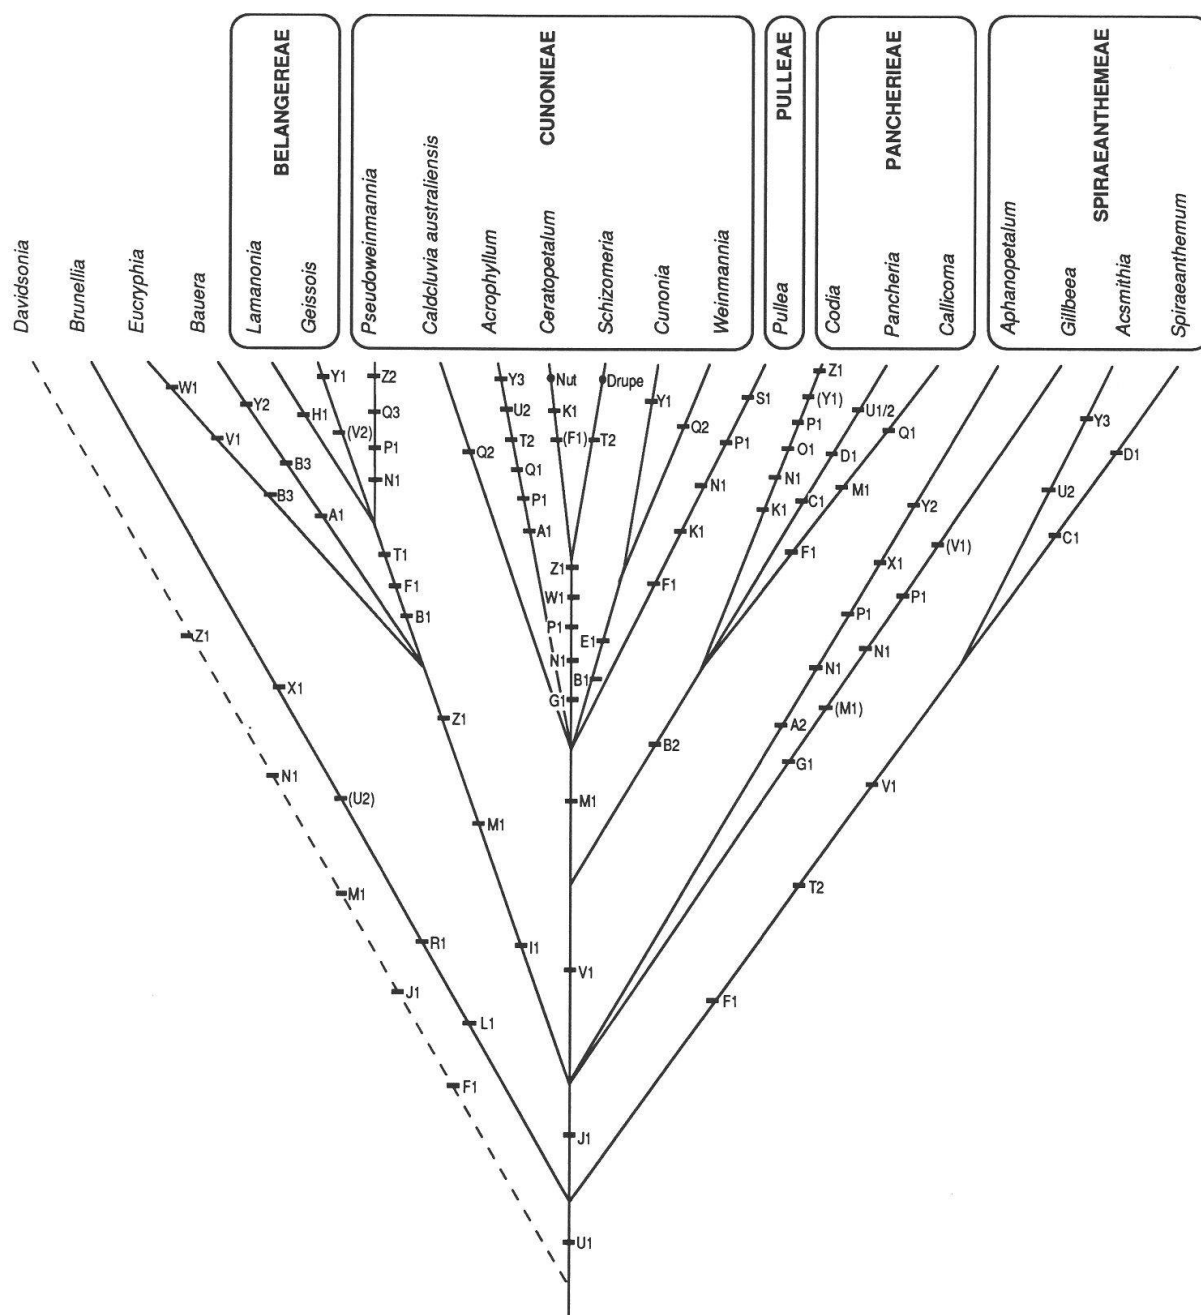 BELANGEREAE
CUNONIEAE
PULLEAE
PANCHERIEAE
SPIRAEANTHEMEAE
Davidsonia
Brunellia
Eucryphia
Bauera
Lamanonia
Geissois
Pseudoweinmannia
Caldcluvia australiensis
Acrophyllum
Ceratopetalum
Schizomeria
Cunonia
Weinmannia
Pullea
Codia
Pancheria
Callicoma
Aphanopetalum
Gillbeea
Acsmithia
Spiraeanthemum
Z1
N1
M1
J1
F1
X1
(U2)
R1
L1
W1
V1
B3
Y2
B3
A1
H1
Y1
(V2)
Z2
Q3
P1
N1
T1
F1
B1
Z1
M1
I1
Q2
Y3
U2
T2
Q1
P1
A1
Nut
K1
(F1)
Drupe
T2
Z1
W1
P1
N1
G1
Y1
Q2
E1
B1
S1
P1
N1
K1
F1
M1
V1
J1
U1
Z1
(Y1)
P1
O1
N1
K1
U1/2
D1
C1
Q1
M1
F1
B2
Y2
X1
P1
N1
A2
(V1)
P1
N1
(M1)
G1
Y3
U2
D1
C1
V1
T2
F1